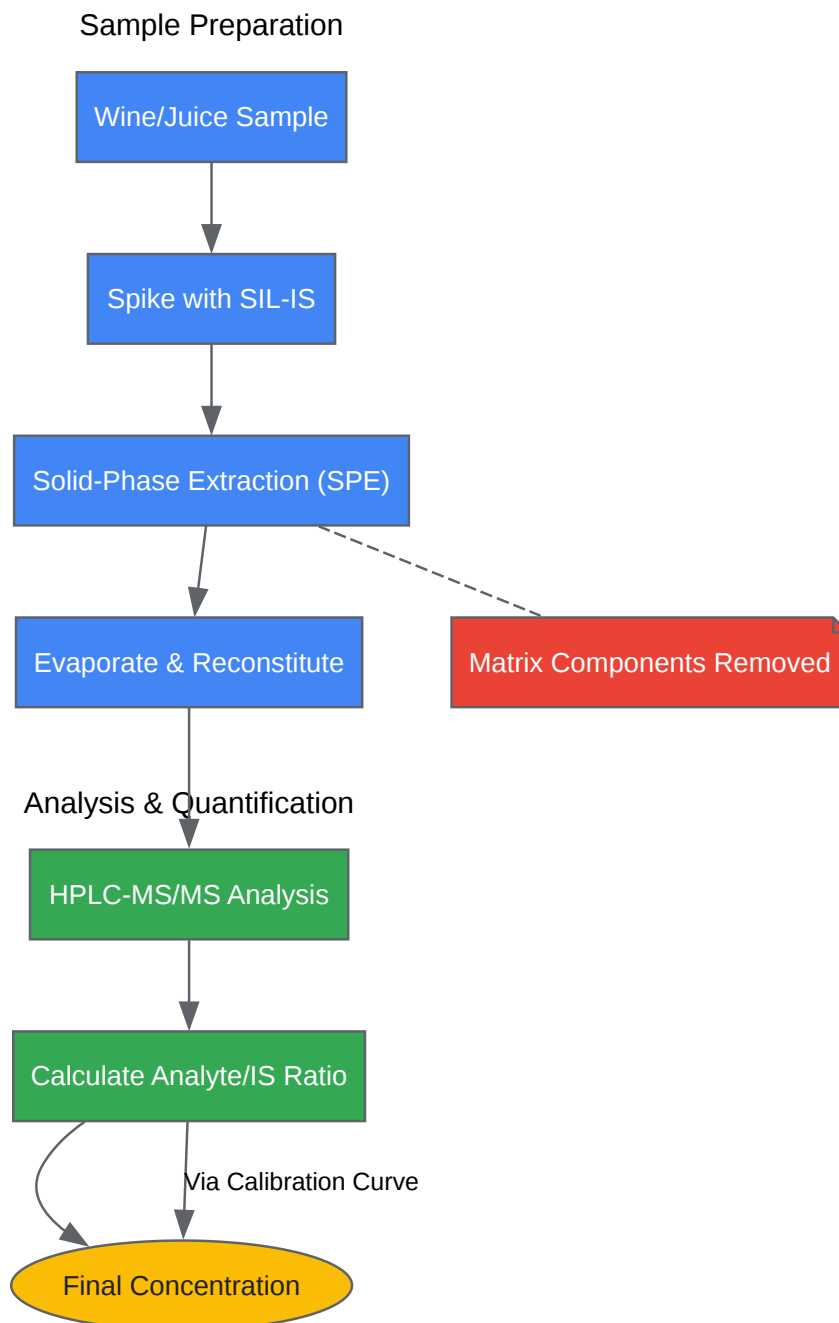 Sample Preparation
Wine/Juice Sample
Spike with SIL-IS
Solid-Phase Extraction (SPE)
Evaporate & Reconstitute
Matrix Components Removed
Analysis & Quantification
HPLC-MS/MS Analysis
Calculate Analyte/IS Ratio
Via Calibration Curve
Final Concentration